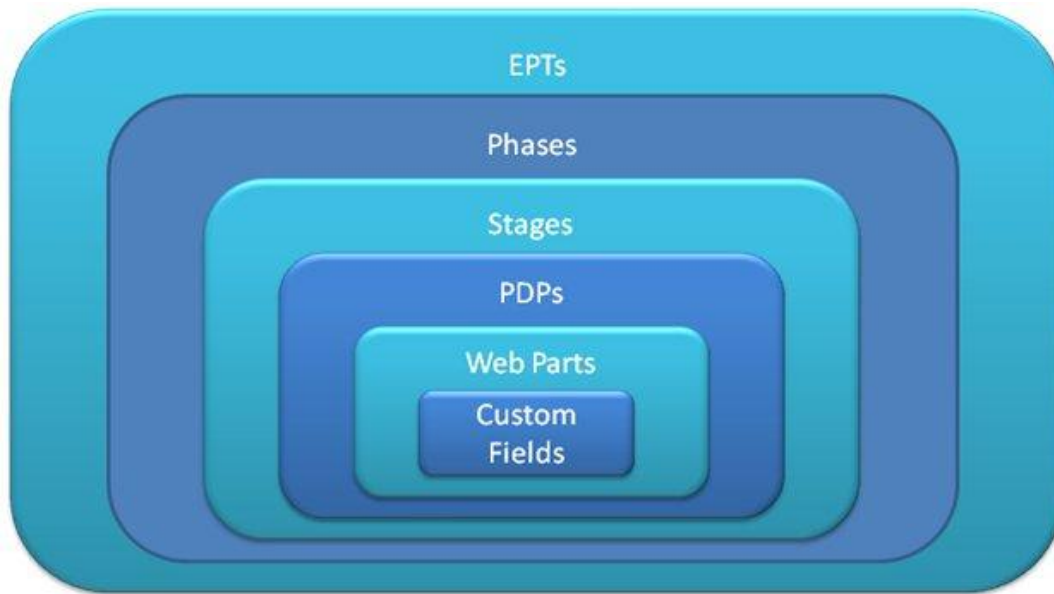 EPTs
Phases
Stages
PDPs
Web Parts
Custom
Fields